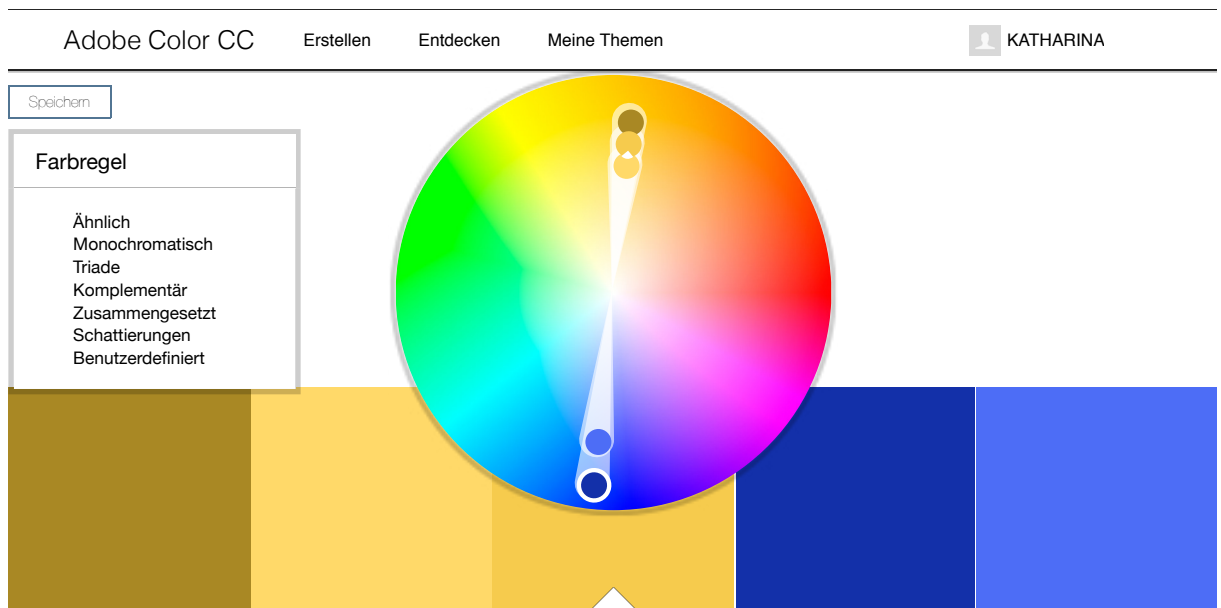 Adobe Color CC Erstellen Entdecken Meine Themen KATHARINA
Speichern
Farbregel
Ähnlich
Monochromatisch
Triade
Komplementär
Zusammengesetzt
Schattierungen
Benutzerdefiniert